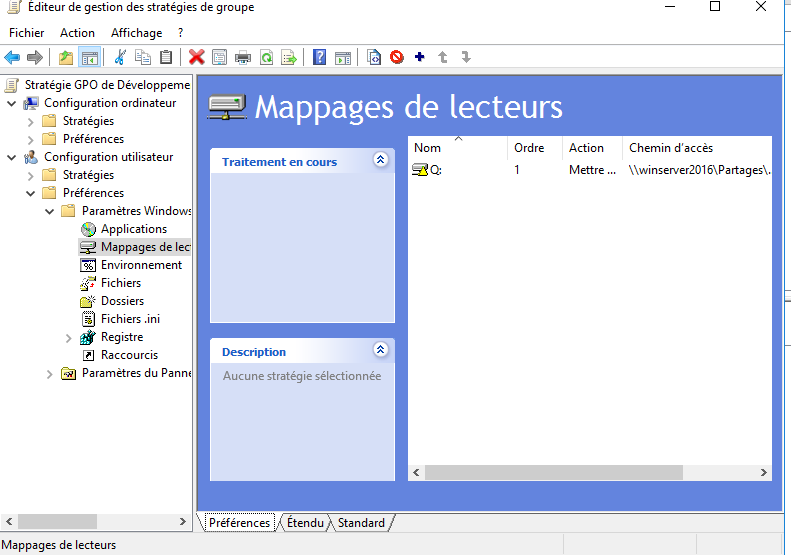 Éditeur de gestion des stratégies de groupe
Fichier Action Affichage ?
Stratégie GPO de Développeme
Configuration ordinateur
Stratégies
Préférences
Configuration utilisateur
Stratégies
Préférences
Paramètres Windows
Applications
Mappages de lect
Environnement
Fichiers
Dossiers
Fichiers .ini
Registre
Raccourcis
Paramètres du Panne
Mappages de lecteurs
Traitement en cours
Description
Aucune stratégie sélectionnée
Nom Ordre Action Chemin d'accès
Q: 1 Mettre ... \\winserver2016\Partages\.
Préférences Étendu Standard
Mappages de lecteurs